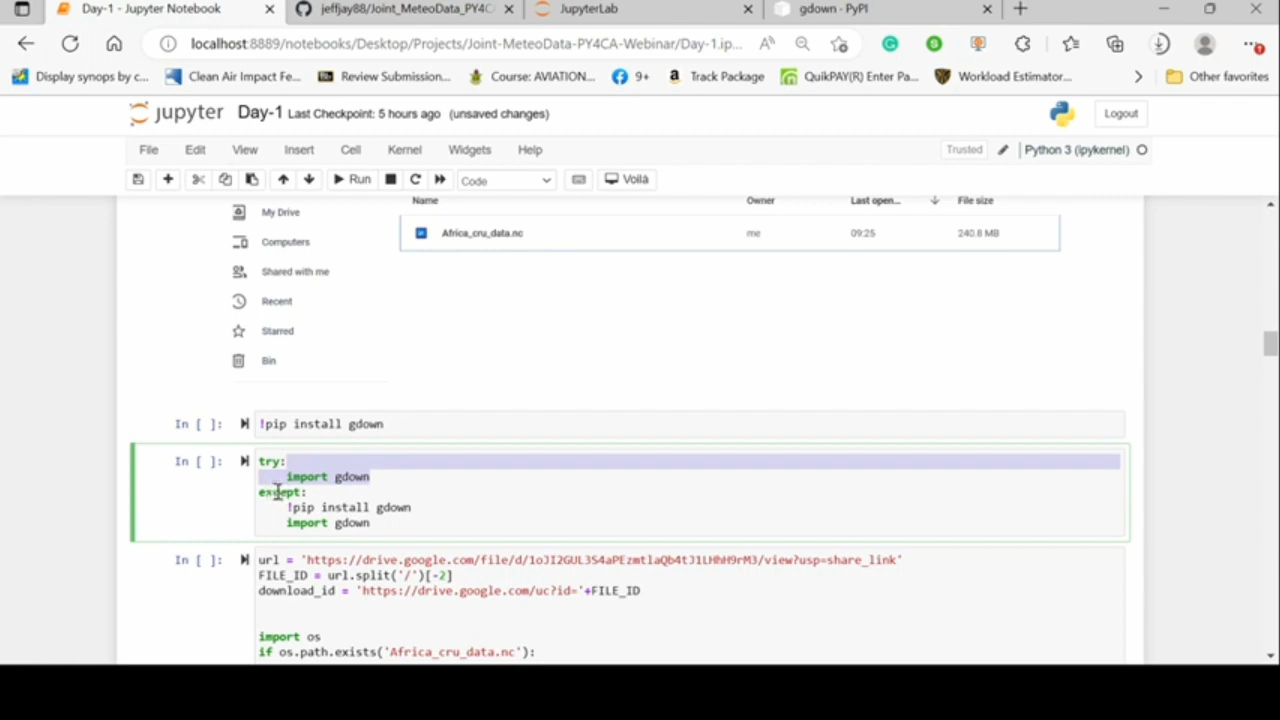 Day-1 - Jupyter Notebook
jeffjay88/Joint_MeteoData_PY4C
JupyterLab
gdown · PyPI
localhost:8889/notebooks/Desktop/Projects/Joint-MeteoData-PY4CA-Webinar/Day-1.ip...
Display synops by c...
Clean Air Impact Fe...
Review Submission...
Course: AVIATION...
9+
Track Package
QuikPAY(R) Enter Pa...
Workload Estimator...
Other favorites
jupyter Day-1 Last Checkpoint: 5 hours ago (unsaved changes)
Logout
File Edit View Insert Cell Kernel Widgets Help
Trusted
Python 3 (ipykernel)
Run
Code
Voilà
Name Owner Last open... File size
My Drive
Africa_cru_data.nc me 09:25 240.8 MB
Computers
Shared with me
Recent
Starred
Bin
In [ ]: !pip install gdown
In [ ]: try:
import gdown
except:
!pip install gdown
import gdown
In [ ]: url = 'https://drive.google.com/file/d/1oJI2GUL3S4aPEzmtlaQb4tJ1LHhH9rM3/view?usp=share_link'
FILE_ID = url.split('/')[-2]
download_id = 'https://drive.google.com/uc?id='+FILE_ID
import os
if os.path.exists('Africa_cru_data.nc'):